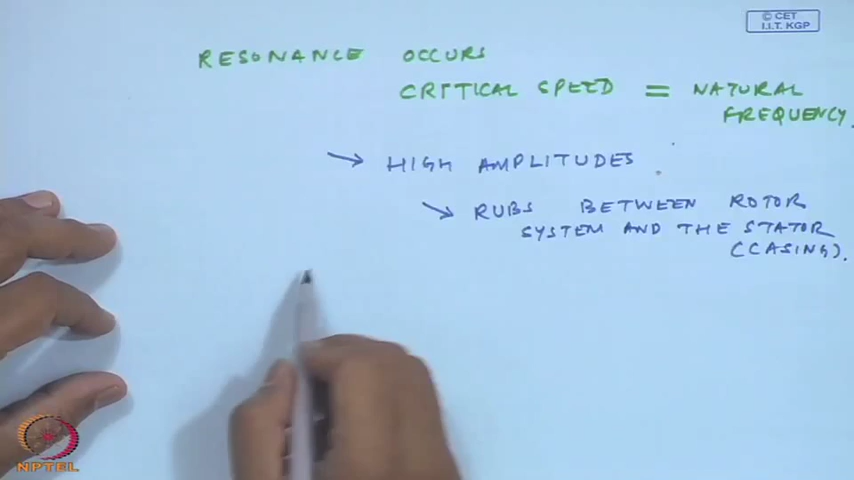 © CET
I.I.T. KGP
RESONANCE OCCURS
CRITICAL SPEED = NATURAL
FREQUENCY.
→ HIGH AMPLITUDES
→ RUBS BETWEEN ROTOR
SYSTEM AND THE STATOR
(CASING).
NPTEL